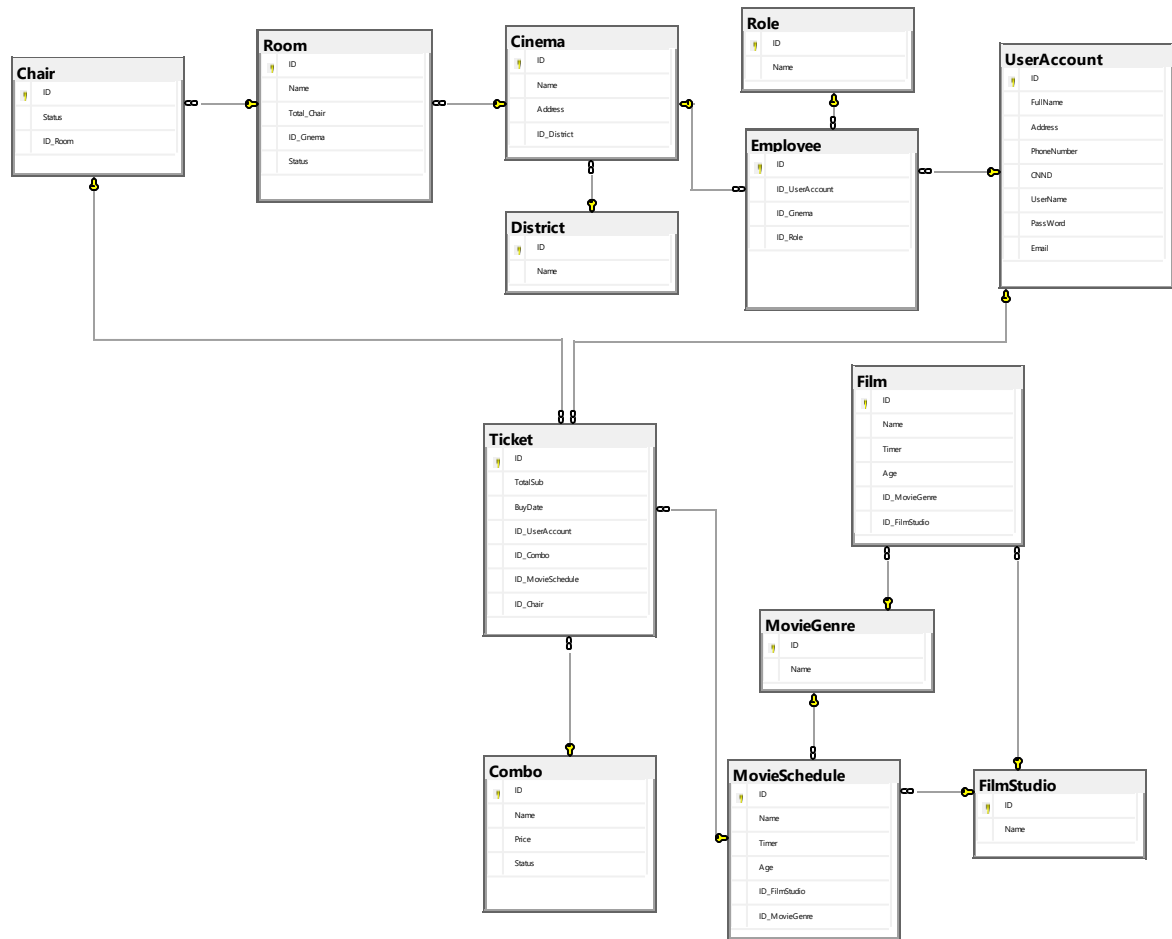 Chair
ID
Status
ID_Room
Room
ID
Name
Total_Chair
ID_Cinema
Status
Cinema
ID
Name
Address
ID_District
District
ID
Name
Role
ID
Name
Employee
ID
ID_UserAccount
ID_Cinema
ID_Role
UserAccount
ID
FullName
Address
PhoneNumber
CNND
UserName
PassWord
Email
Ticket
ID
TotalSub
BuyDate
ID_UserAccount
ID_Combo
ID_MovieSchedule
ID_Chair
Film
ID
Name
Timer
Age
ID_MovieGenre
ID_FilmStudio
MovieGenre
ID
Name
Combo
ID
Name
Price
Status
MovieSchedule
ID
Name
Timer
Age
ID_FilmStudio
ID_MovieGenre
FilmStudio
ID
Name